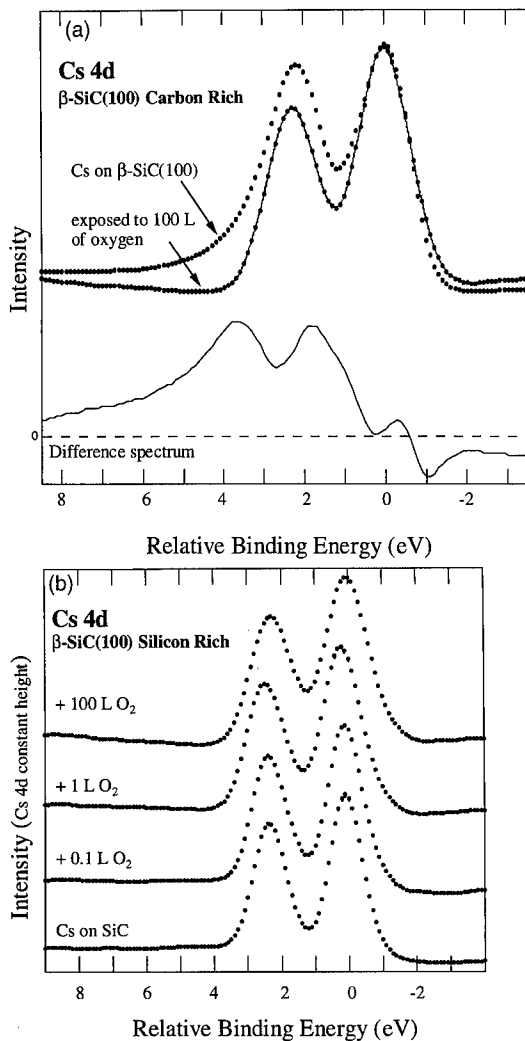 (a)
Cs 4d
β-SiC(100) Carbon Rich
Cs on β-SiC(100)
exposed to 100 L
of oxygen
Intensity
0
Difference spectrum
8 6 4 2 0 -2
Relative Binding Energy (eV)
(b)
Cs 4d
β-SiC(100) Silicon Rich
+ 100 L O₂
+ 1 L O₂
+ 0.1 L O₂
Cs on SiC
Intensity (Cs 4d constant height)
8 6 4 2 0 -2
Relative Binding Energy (eV)